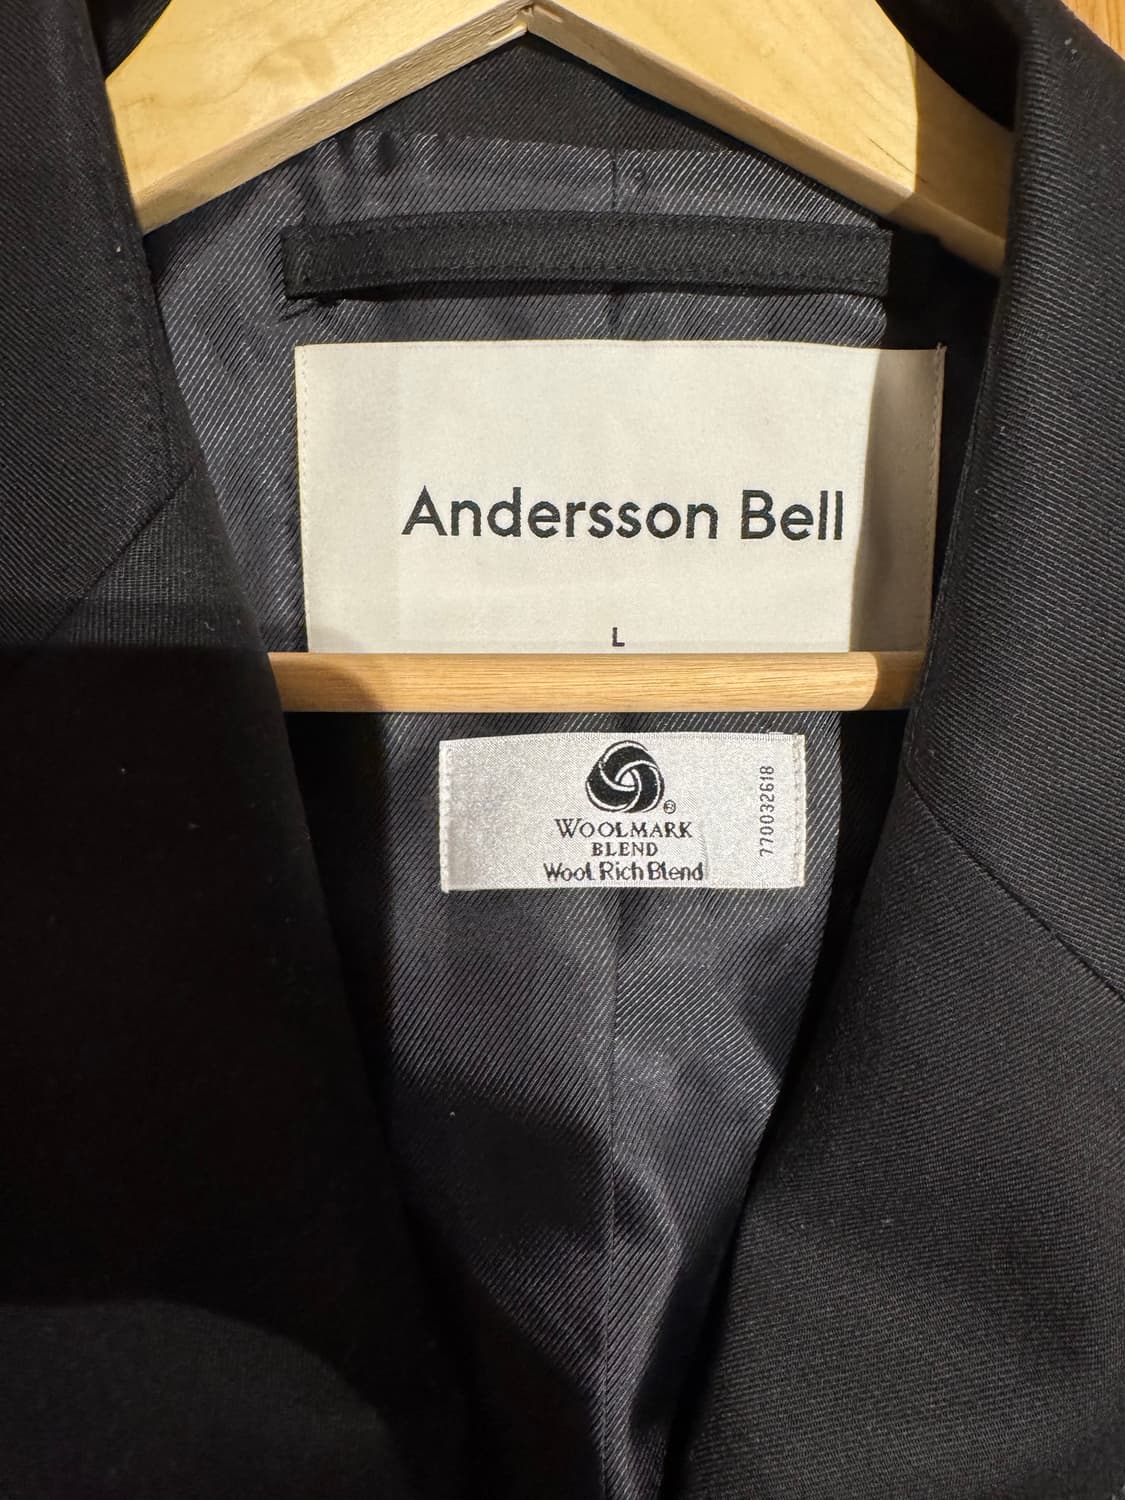 Andersson Bell
L
®
WOOLMARK
BLEND
Wool Rich Blend
770032618